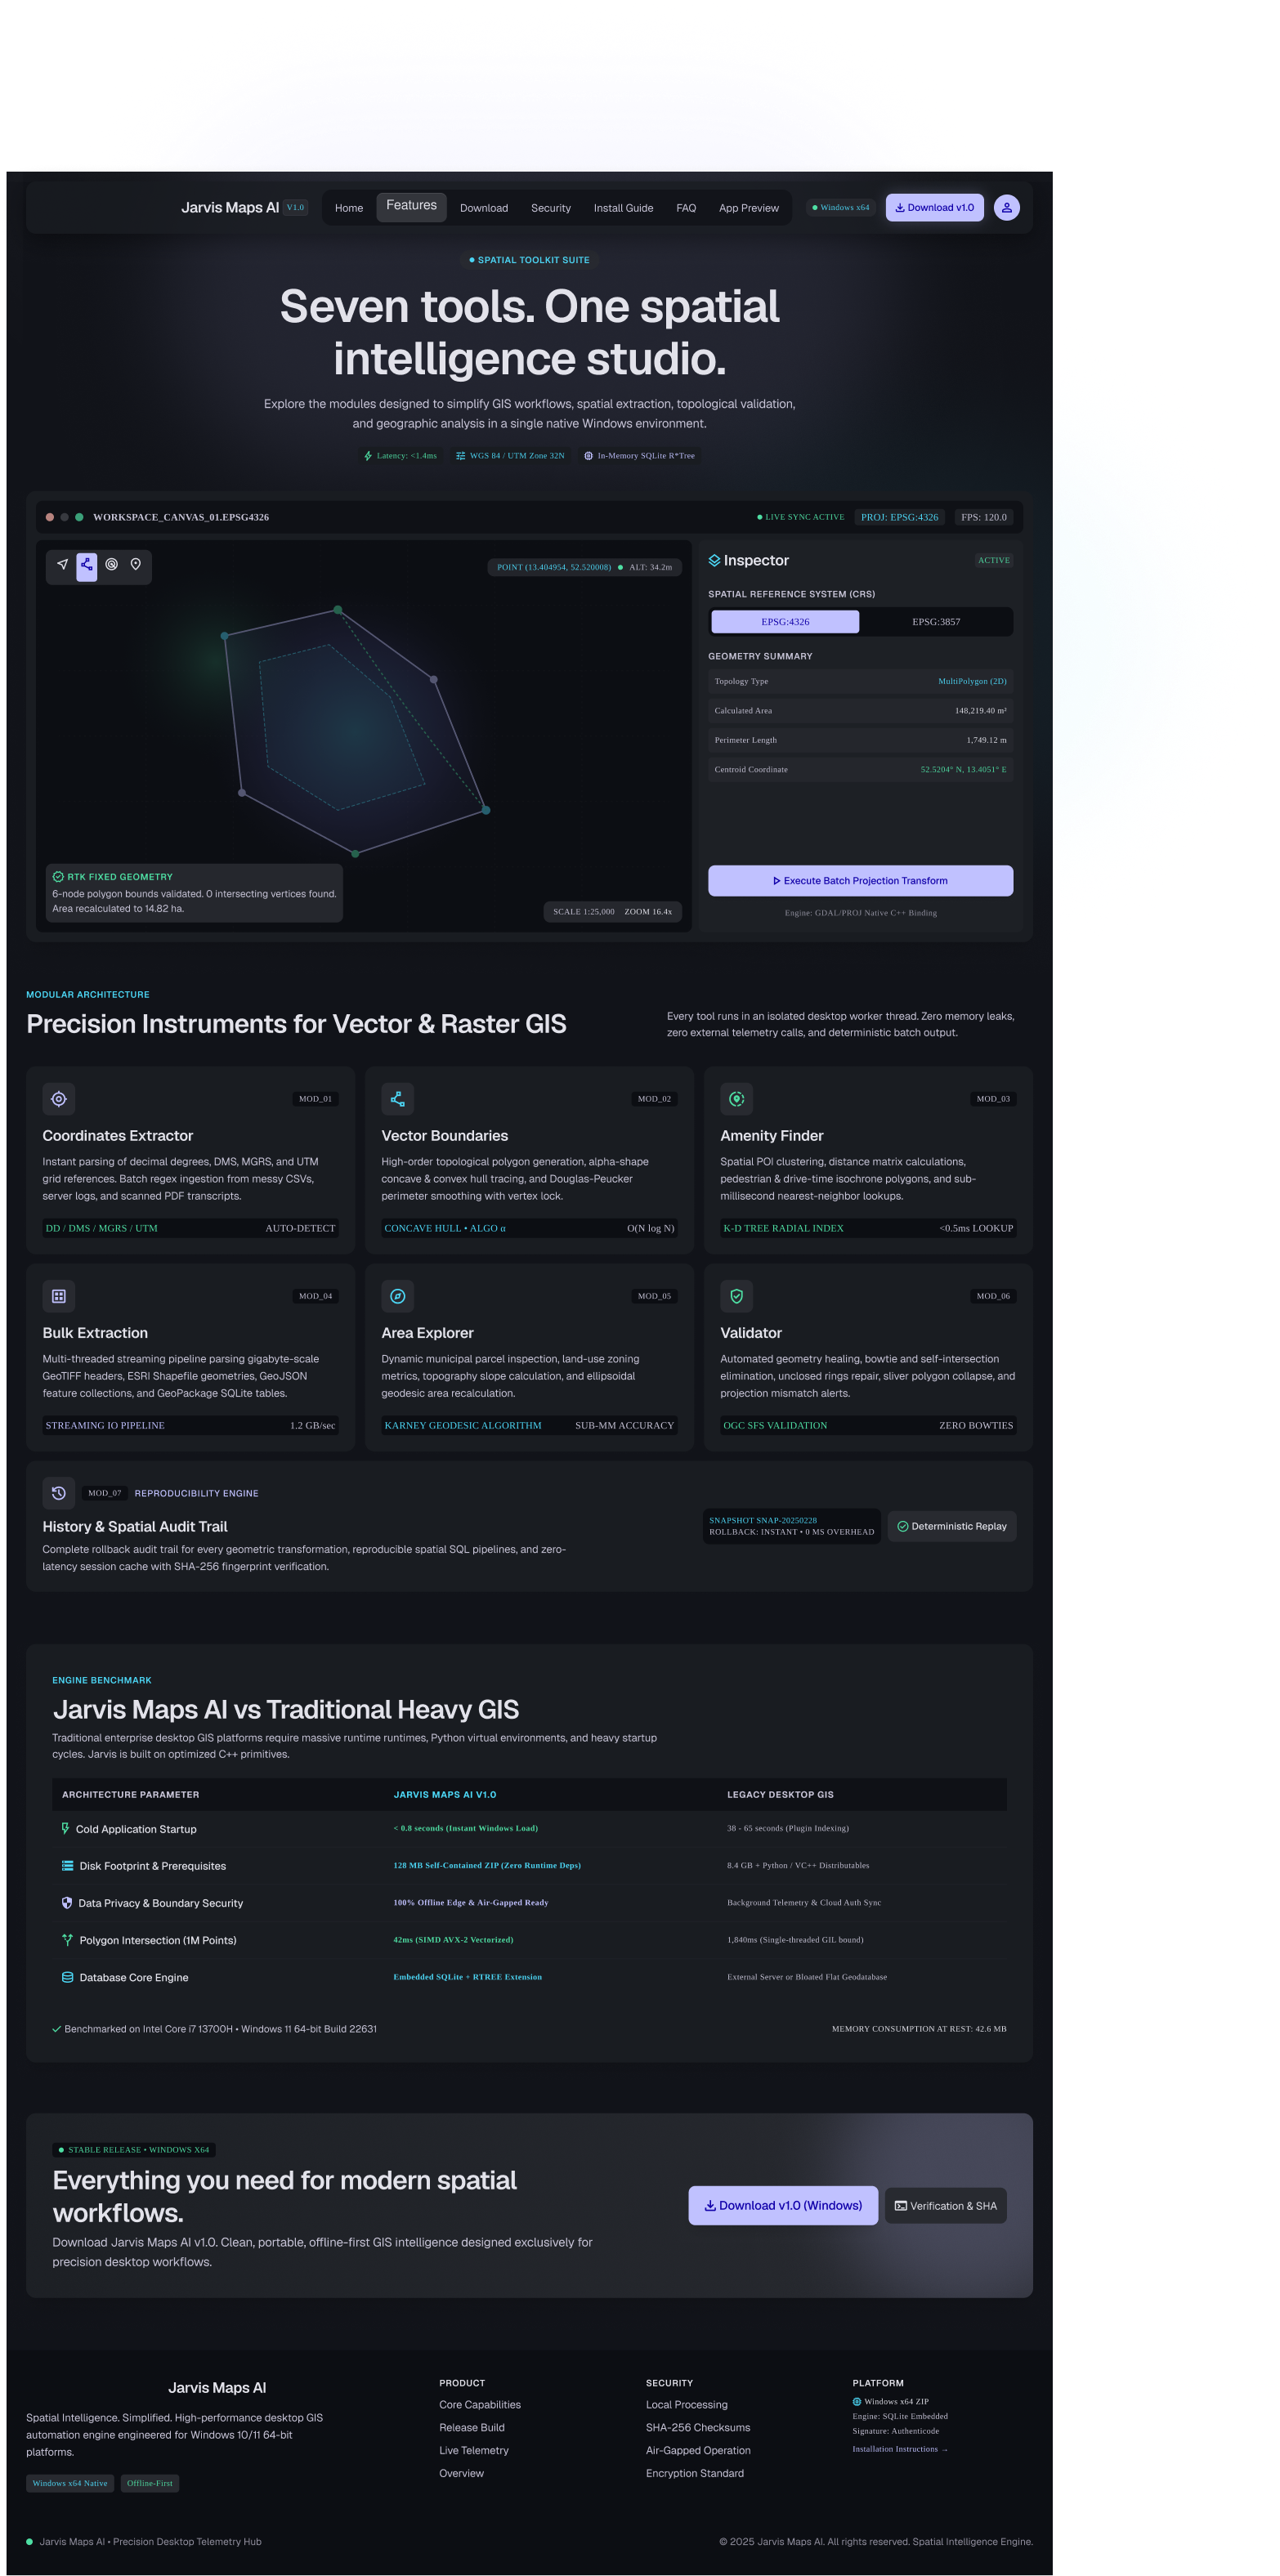 Jarvis Maps AI V1.0 Home Features Download Security Install Guide FAQ App Preview Windows x64 Download v1.0
SPATIAL TOOLKIT SUITE
Seven tools. One spatial
intelligence studio.
Explore the modules designed to simplify GIS workflows, spatial extraction, topological validation,
and geographic analysis in a single native Windows environment.
Latency: <1.4ms WGS 84 / UTM Zone 32N In-Memory SQLite R*Tree
WORKSPACE_CANVAS_01.EPSG4326 LIVE SYNC ACTIVE PROJ: EPSG:4326 FPS: 120.0
POINT (13.404954, 52.520008) ALT: 34.2m
RTK FIXED GEOMETRY
6-node polygon bounds validated. 0 intersecting vertices found.
Area recalculated to 14.82 ha.
SCALE 1:25,000 ZOOM 16.4x
Inspector ACTIVE
SPATIAL REFERENCE SYSTEM (CRS)
EPSG:4326 EPSG:3857
GEOMETRY SUMMARY
Topology Type MultiPolygon (2D)
Calculated Area 148,219.40 m²
Perimeter Length 1,749.12 m
Centroid Coordinate 52.5204° N, 13.4051° E
Execute Batch Projection Transform
Engine: GDAL/PROJ Native C++ Binding
MODULAR ARCHITECTURE
Precision Instruments for Vector & Raster GIS
Every tool runs in an isolated desktop worker thread. Zero memory leaks,
zero external telemetry calls, and deterministic batch output.
MOD_01
Coordinates Extractor
Instant parsing of decimal degrees, DMS, MGRS, and UTM
grid references. Batch regex ingestion from messy CSVs,
server logs, and scanned PDF transcripts.
DD / DMS / MGRS / UTM AUTO-DETECT
MOD_02
Vector Boundaries
High-order topological polygon generation, alpha-shape
concave & convex hull tracing, and Douglas-Peucker
perimeter smoothing with vertex lock.
CONCAVE HULL • ALGO α O(N log N)
MOD_03
Amenity Finder
Spatial POI clustering, distance matrix calculations,
pedestrian & drive-time isochrone polygons, and sub-
millisecond nearest-neighbor lookups.
K-D TREE RADIAL INDEX <0.5ms LOOKUP
MOD_04
Bulk Extraction
Multi-threaded streaming pipeline parsing gigabyte-scale
GeoTIFF headers, ESRI Shapefile geometries, GeoJSON
feature collections, and GeoPackage SQLite tables.
STREAMING IO PIPELINE 1.2 GB/sec
MOD_05
Area Explorer
Dynamic municipal parcel inspection, land-use zoning
metrics, topography slope calculation, and ellipsoidal
geodesic area recalculation.
KARNEY GEODESIC ALGORITHM SUB-MM ACCURACY
MOD_06
Validator
Automated geometry healing, bowtie and self-intersection
elimination, unclosed rings repair, sliver polygon collapse, and
projection mismatch alerts.
OGC SFS VALIDATION ZERO BOWTIES
MOD_07 REPRODUCIBILITY ENGINE
History & Spatial Audit Trail
Complete rollback audit trail for every geometric transformation, reproducible spatial SQL pipelines, and zero-
latency session cache with SHA-256 fingerprint verification.
SNAPSHOT SNAP-20250228
ROLLBACK: INSTANT • 0 MS OVERHEAD
Deterministic Replay
ENGINE BENCHMARK
Jarvis Maps AI vs Traditional Heavy GIS
Traditional enterprise desktop GIS platforms require massive runtime runtimes, Python virtual environments, and heavy startup
cycles. Jarvis is built on optimized C++ primitives.
ARCHITECTURE PARAMETER JARVIS MAPS AI V1.0 LEGACY DESKTOP GIS
Cold Application Startup < 0.8 seconds (Instant Windows Load) 38 - 65 seconds (Plugin Indexing)
Disk Footprint & Prerequisites 128 MB Self-Contained ZIP (Zero Runtime Deps) 8.4 GB + Python / VC++ Distributables
Data Privacy & Boundary Security 100% Offline Edge & Air-Gapped Ready Background Telemetry & Cloud Auth Sync
Polygon Intersection (1M Points) 42ms (SIMD AVX-2 Vectorized) 1,840ms (Single-threaded GIL bound)
Database Core Engine Embedded SQLite + RTREE Extension External Server or Bloated Flat Geodatabase
Benchmarked on Intel Core i7 13700H • Windows 11 64-bit Build 22631 MEMORY CONSUMPTION AT REST: 42.6 MB
STABLE RELEASE • WINDOWS X64
Everything you need for modern spatial
workflows.
Download Jarvis Maps AI v1.0. Clean, portable, offline-first GIS intelligence designed exclusively for
precision desktop workflows.
Download v1.0 (Windows) Verification & SHA
Jarvis Maps AI
Spatial Intelligence. Simplified. High-performance desktop GIS
automation engine engineered for Windows 10/11 64-bit
platforms.
Windows x64 Native Offline-First
PRODUCT
Core Capabilities
Release Build
Live Telemetry
Overview
SECURITY
Local Processing
SHA-256 Checksums
Air-Gapped Operation
Encryption Standard
PLATFORM
Windows x64 ZIP
Engine: SQLite Embedded
Signature: Authenticode
Installation Instructions →
Jarvis Maps AI • Precision Desktop Telemetry Hub © 2025 Jarvis Maps AI. All rights reserved. Spatial Intelligence Engine.